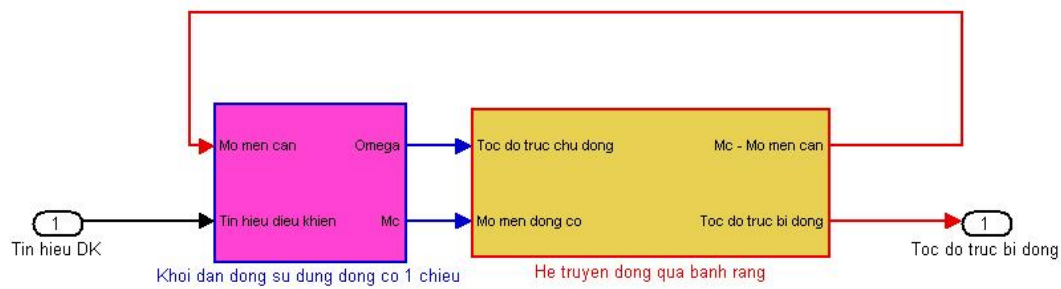 Mo men can
Omega
Toc do truc chu dong
Mc - Mo men can
1
Tin hieu DK
Tin hieu dieu khien
Mc
Mo men dong co
Toc do truc bi dong
1
Toc do truc bi dong
Khoi dan dong su dung dong co 1 chieu
He truyen dong qua banh rang